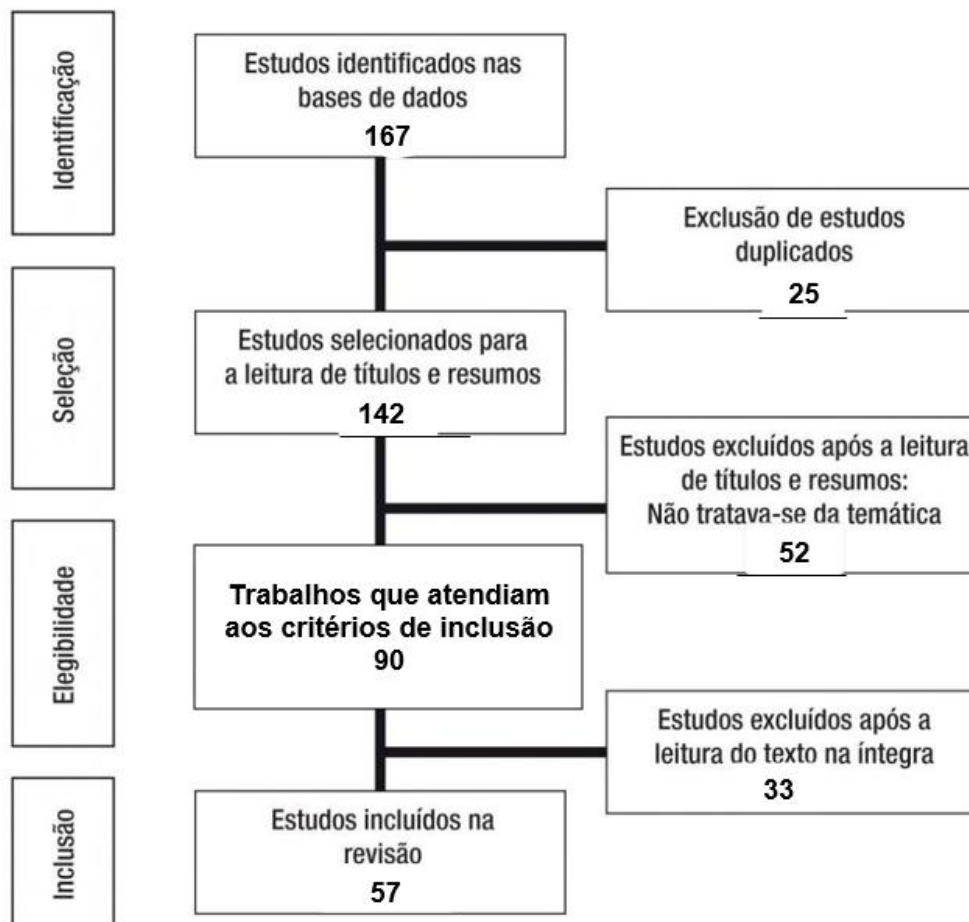 Identificação
Estudos identificados nas
bases de dados
167
Exclusão de estudos
duplicados
25
Seleção
Estudos selecionados para
a leitura de títulos e resumos
142
Estudos excluídos após a leitura
de títulos e resumos:
Não tratava-se da temática
52
Elegibilidade
Trabalhos que atendiam
aos critérios de inclusão
90
Estudos excluídos após a
leitura do texto na íntegra
33
Inclusão
Estudos incluídos na
revisão
57